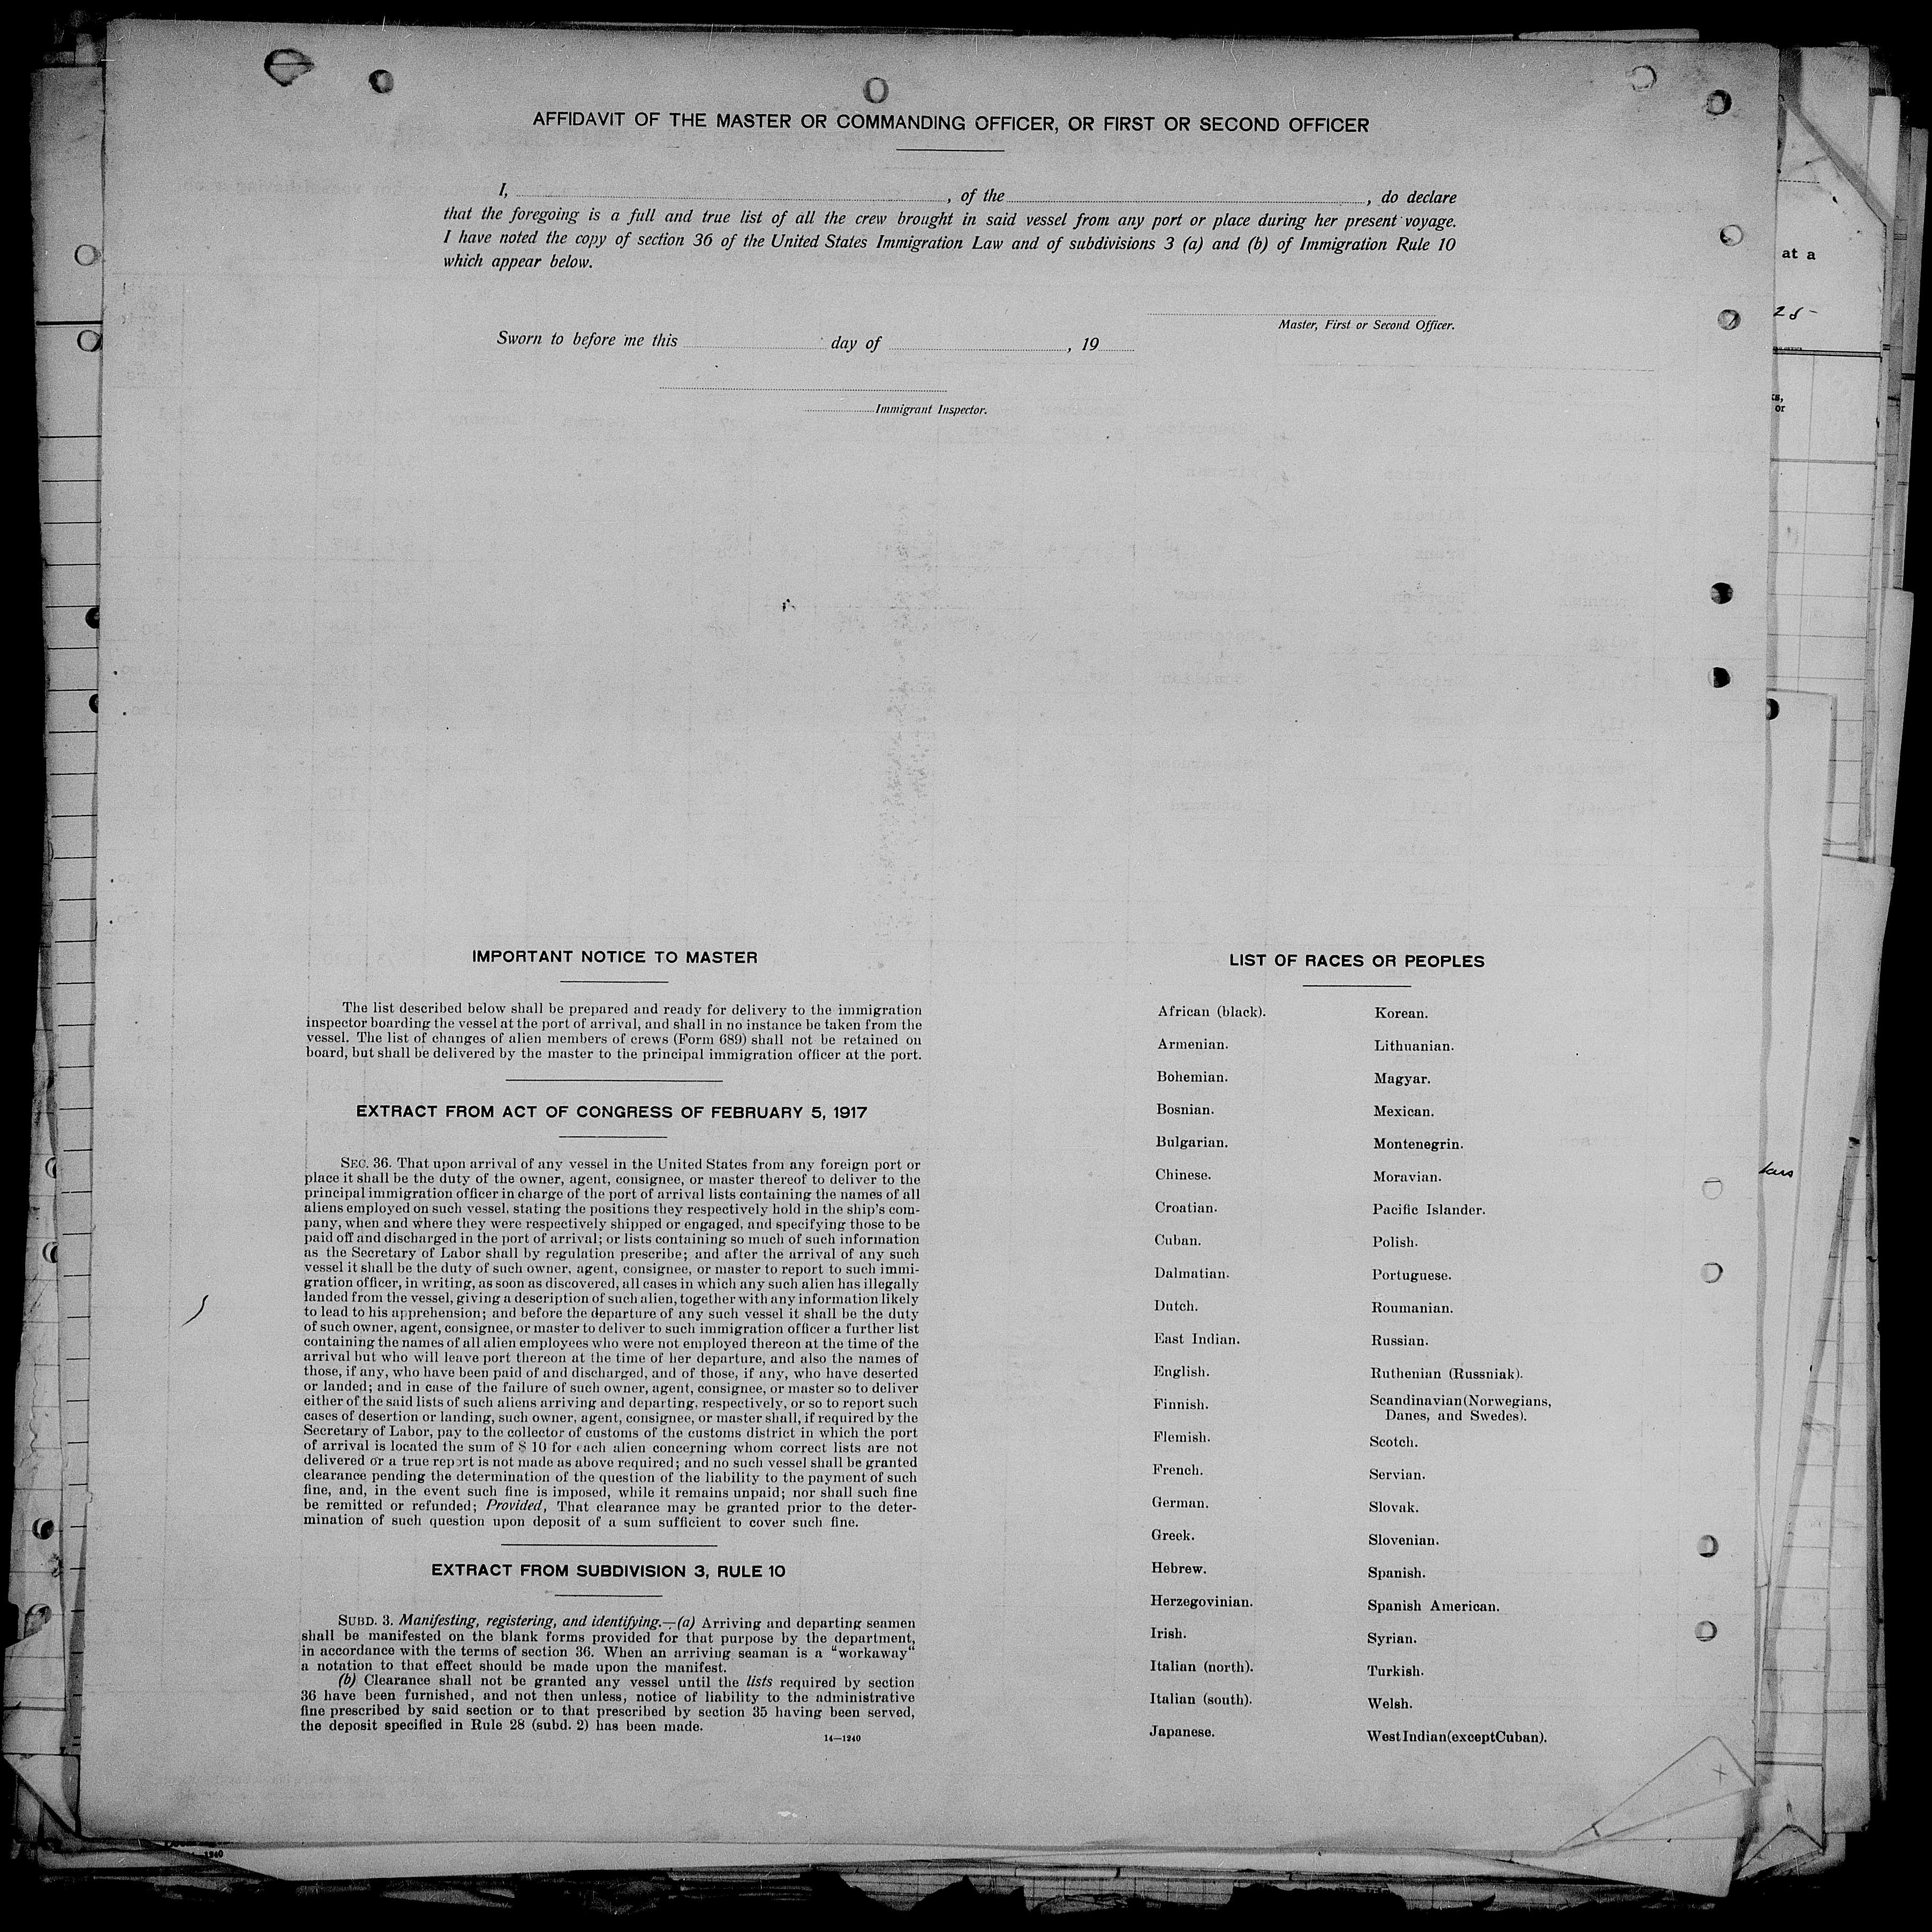 AFFIDAVIT OF THE MASTER OR COMMANDING OFFICER, OR FIRST OR SECOND OFFICER
I, , of the , do declare
that the foregoing is a full and true list of all the crew brought in said vessel from any port or place during her present voyage.
I have noted the copy of section 36 of the United States Immigration Law and of subdivisions 3 (a) and (b) of Immigration Rule 10
which appear below.
Master, First or Second Officer.
Sworn to before me this day of , 19
Immigrant Inspector.
IMPORTANT NOTICE TO MASTER
The list described below shall be prepared and ready for delivery to the immigration
inspector boarding the vessel at the port of arrival, and shall in no instance be taken from the
vessel. The list of changes of alien members of crews (Form 689) shall not be retained on
board, but shall be delivered by the master to the principal immigration officer at the port.
EXTRACT FROM ACT OF CONGRESS OF FEBRUARY 5, 1917
SEC. 36. That upon arrival of any vessel in the United States from any foreign port or
place it shall be the duty of the owner, agent, consignee, or master thereof to deliver to the
principal immigration officer in charge of the port of arrival lists containing the names of all
aliens employed on such vessel, stating the positions they respectively hold in the ship's com-
pany, when and where they were respectively shipped or engaged, and specifying those to be
paid off and discharged in the port of arrival; or lists containing so much of such information
as the Secretary of Labor shall by regulation prescribe; and after the arrival of any such
vessel it shall be the duty of such owner, agent, consignee, or master to report to such immi-
gration officer, in writing, as soon as discovered, all cases in which any such alien has illegally
landed from the vessel, giving a description of such alien, together with any information likely
to lead to his apprehension; and before the departure of any such vessel it shall be the duty
of such owner, agent, consignee, or master to deliver to such immigration officer a further list
containing the names of all alien employees who were not employed thereon at the time of the
arrival but who will leave port thereon at the time of her departure, and also the names of
those, if any, who have been paid of and discharged, and of those, if any, who have deserted
or landed; and in case of the failure of such owner, agent, consignee, or master so to deliver
either of the said lists of such aliens arriving and departing, respectively, or so to report such
cases of desertion or landing, such owner, agent, consignee, or master shall, if required by the
Secretary of Labor, pay to the collector of customs of the customs district in which the port
of arrival is located the sum of $ 10 for each alien concerning whom correct lists are not
delivered or a true report is not made as above required; and no such vessel shall be granted
clearance pending the determination of the question of the liability to the payment of such
fine, and, in the event such fine is imposed, while it remains unpaid; nor shall such fine
be remitted or refunded; Provided, That clearance may be granted prior to the deter-
mination of such question upon deposit of a sum sufficient to cover such fine.
EXTRACT FROM SUBDIVISION 3, RULE 10
SUBD. 3. Manifesting, registering, and identifying.—(a) Arriving and departing seamen
shall be manifested on the blank forms provided for that purpose by the department,
in accordance with the terms of section 36. When an arriving seaman is a "workaway"
a notation to that effect should be made upon the manifest.
(b) Clearance shall not be granted any vessel until the lists required by section
36 have been furnished, and not then unless, notice of liability to the administrative
fine prescribed by said section or to that prescribed by section 35 having been served,
the deposit specified in Rule 28 (subd. 2) has been made.
14—1240
LIST OF RACES OR PEOPLES
African (black).
Armenian.
Bohemian.
Bosnian.
Bulgarian.
Chinese.
Croatian.
Cuban.
Dalmatian.
Dutch.
East Indian.
English.
Finnish.
Flemish.
French.
German.
Greek.
Hebrew.
Herzegovinian.
Irish.
Italian (north).
Italian (south).
Japanese.
Korean.
Lithuanian.
Magyar.
Mexican.
Montenegrin.
Moravian.
Pacific Islander.
Polish.
Portuguese.
Roumanian.
Russian.
Ruthenian (Russniak).
Scandinavian (Norwegians,
Danes, and Swedes).
Scotch.
Servian.
Slovak.
Slovenian.
Spanish.
Spanish American.
Syrian.
Turkish.
Welsh.
West Indian (except Cuban).
at a
or